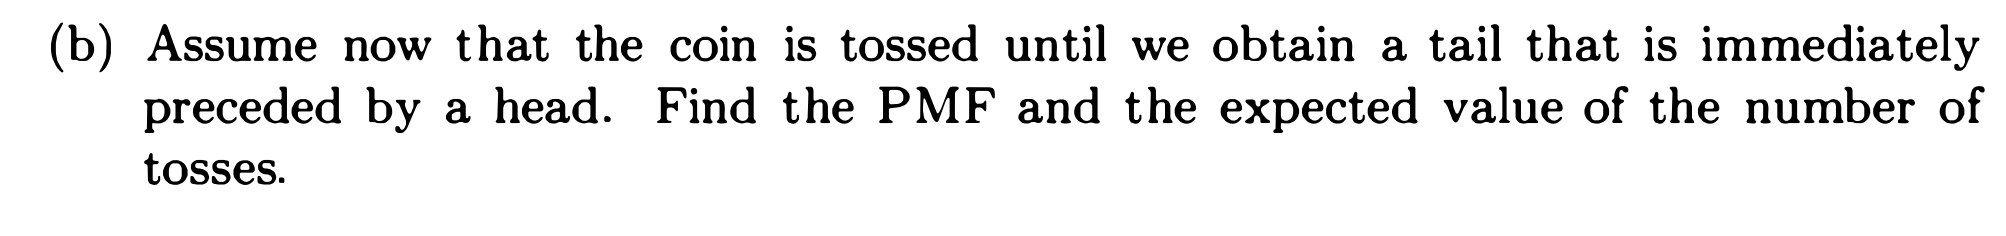 (b) Assume now that the coin is tossed until we obtain a tail that is immediately
preceded by a head. Find the PMF and the expected value of the number of
tosses.